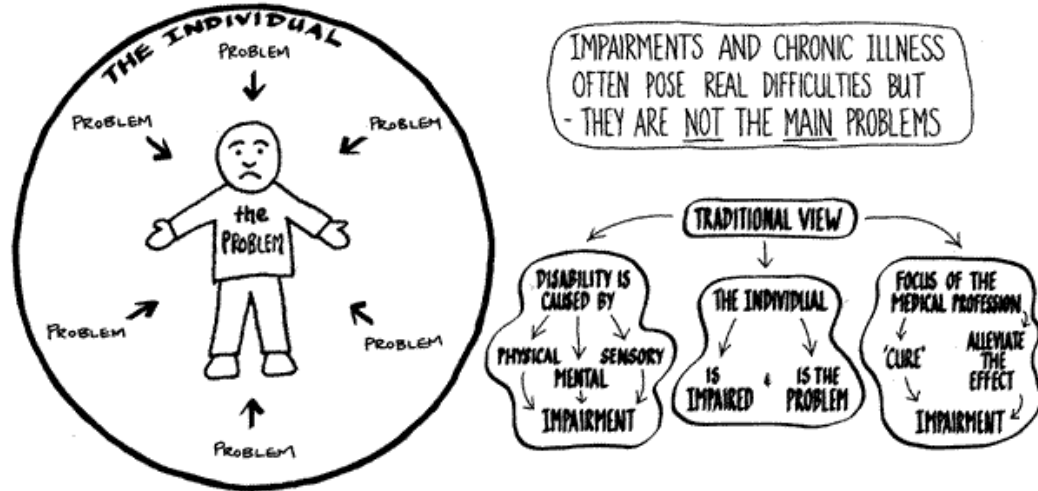 THE INDIVIDUAL
PROBLEM
PROBLEM
PROBLEM
the
PROBLEM
PROBLEM
PROBLEM
PROBLEM
IMPAIRMENTS AND CHRONIC ILLNESS
OFTEN POSE REAL DIFFICULTIES BUT
- THEY ARE NOT THE MAIN PROBLEMS
TRADITIONAL VIEW
DISABILITY IS
CAUSED BY
PHYSICAL
SENSORY
MENTAL
IMPAIRMENT
THE INDIVIDUAL
IS
IMPAIRED
&
IS THE
PROBLEM
FOCUS OF THE
MEDICAL PROFESSION
'CURE'
ALLEVIATE
THE
EFFECT
IMPAIRMENT